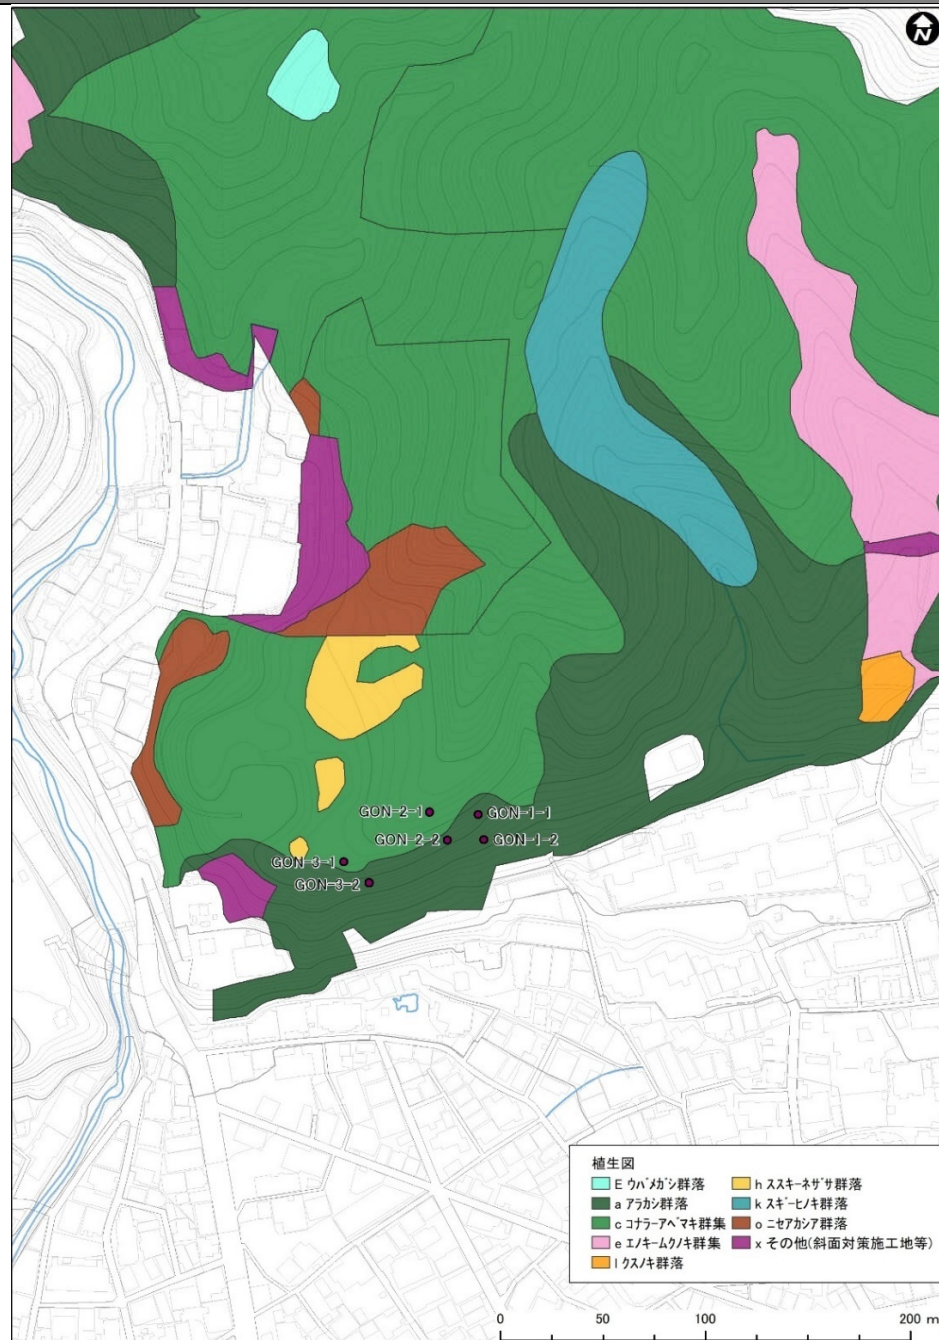 N
GON-2-1
GON-1-1
GON-2-2
GON-1-2
GON-3-1
GON-3-2
植生図
E ウバメガシ群落
h ススキーネザサ群落
a アラカシ群落
k スギーヒノキ群落
c コナラーアベマキ群集
o ニセアカシア群落
e エノキームクノキ群集
x その他(斜面対策施工地等)
l クスノキ群落
0 50 100 200 m